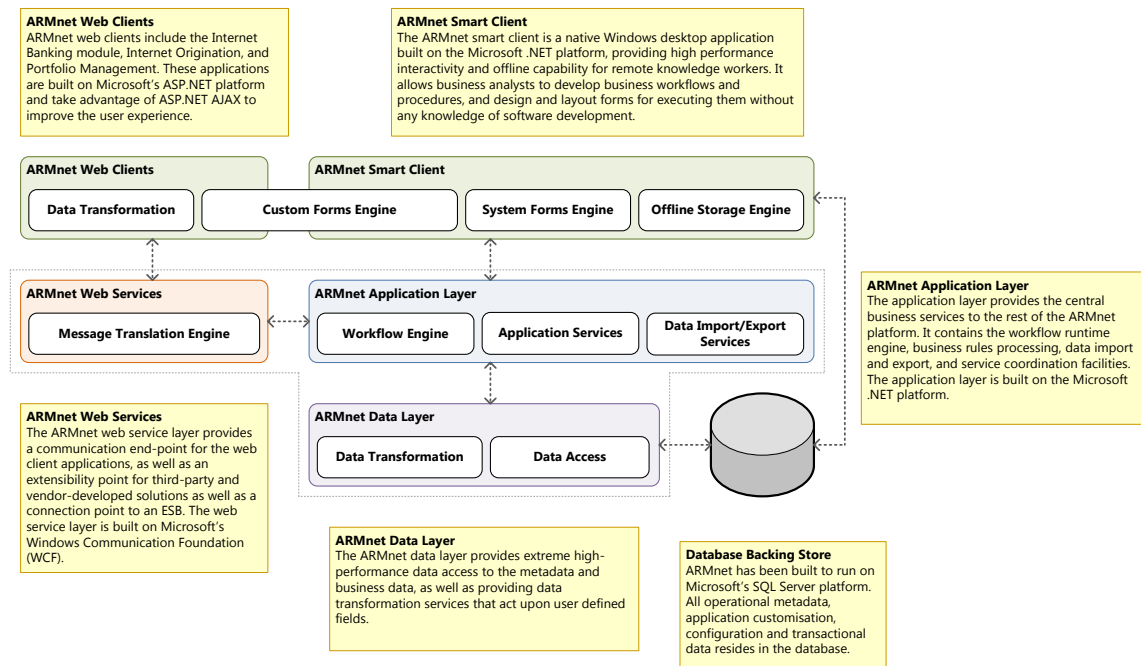 ARMnet Web Clients
ARMnet web clients include the Internet
Banking module, Internet Origination, and
Portfolio Management. These applications
are built on Microsoft's ASP.NET platform
and take advantage of ASP.NET AJAX to
improve the user experience.
ARMnet Smart Client
The ARMnet smart client is a native Windows desktop application
built on the Microsoft .NET platform, providing high performance
interactivity and offline capability for remote knowledge workers. It
allows business analysts to develop business workflows and
procedures, and design and layout forms for executing them without
any knowledge of software development.
ARMnet Web Clients
ARMnet Smart Client
Data Transformation
Custom Forms Engine
System Forms Engine
Offline Storage Engine
ARMnet Web Services
Message Translation Engine
ARMnet Application Layer
Workflow Engine
Application Services
Data Import/Export
Services
ARMnet Application Layer
The application layer provides the central
business services to the rest of the ARMnet
platform. It contains the workflow runtime
engine, business rules processing, data import
and export, and service coordination facilities.
The application layer is built on the Microsoft
.NET platform.
ARMnet Web Services
The ARMnet web service layer provides
a communication end-point for the web
client applications, as well as an
extensibility point for third-party and
vendor-developed solutions as well as a
connection point to an ESB. The web
service layer is built on Microsoft's
Windows Communication Foundation
(WCF).
ARMnet Data Layer
Data Transformation
Data Access
ARMnet Data Layer
The ARMnet data layer provides extreme high-
performance data access to the metadata and
business data, as well as providing data
transformation services that act upon user defined
fields.
Database Backing Store
ARMnet has been built to run on
Microsoft's SQL Server platform.
All operational metadata,
application customisation,
configuration and transactional
data resides in the database.